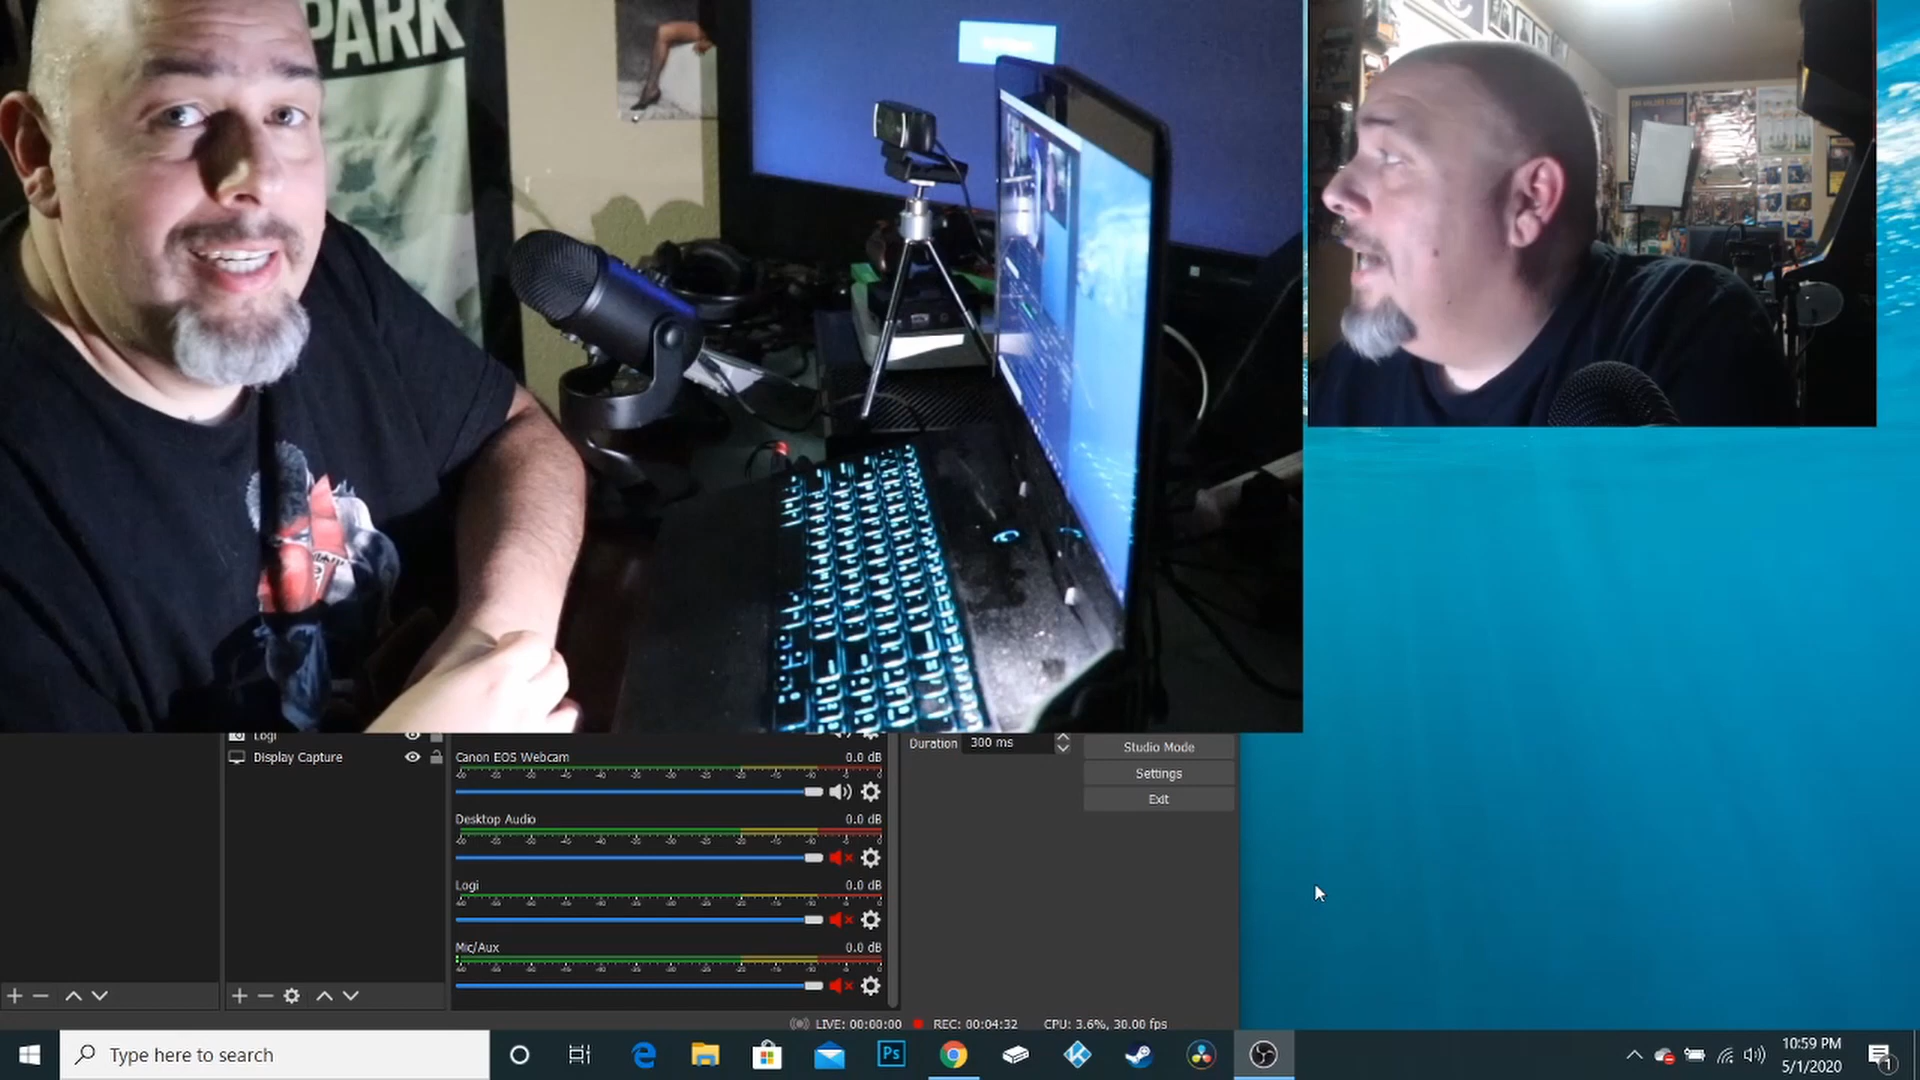 PARK
Logi
Display Capture
Canon EOS Webcam 0.0 dB
Desktop Audio 0.0 dB
Logi 0.0 dB
Mic/Aux 0.0 dB
Duration 300 ms
Studio Mode
Settings
Exit
LIVE: 00:00:00 REC: 00:04:32 CPU: 3.6%, 30.00 fps
Type here to search
Ps
10:59 PM
5/1/2020
1